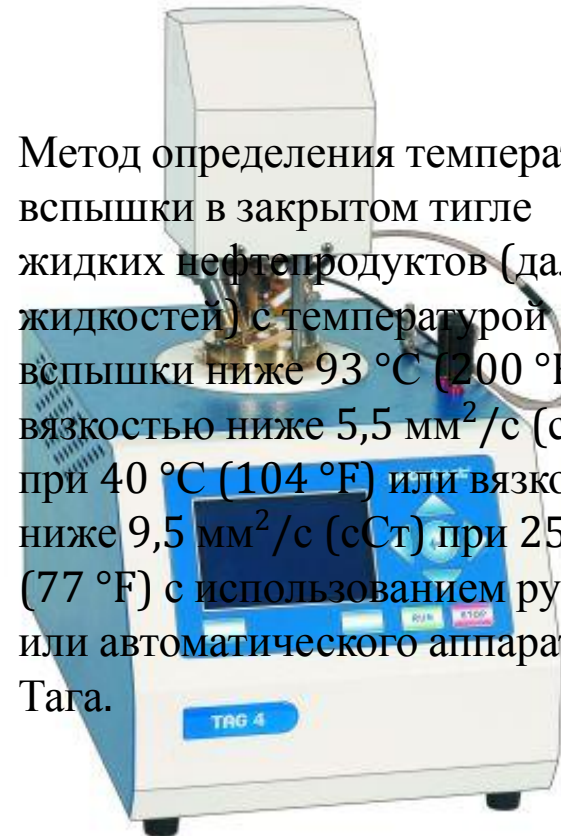 Метод определения температ
вспышки в закрытом тигле
жидких нефтепродуктов (да
жидкостей) с температурой
вспышки ниже 93 °C (200 °F
вязкостью ниже 5,5 мм²/с (с
при 40 °C (104 °F) или вязко
ниже 9,5 мм²/с (сСт) при 25
(77 °F) с использованием ру
или автоматического аппарат
Тага.
RUN STOP
TAG 4